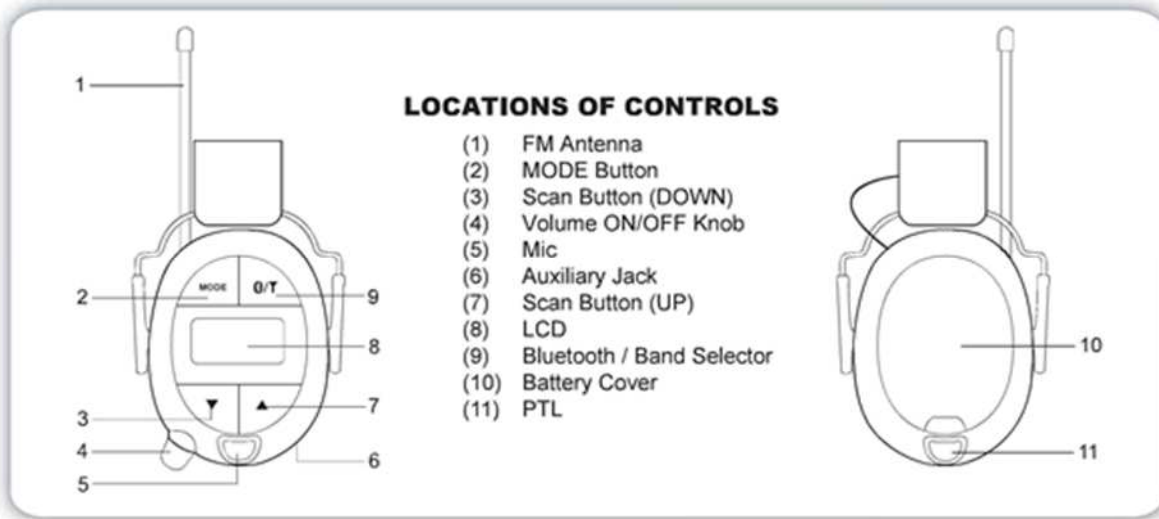 LOCATIONS OF CONTROLS
(1) FM Antenna
(2) MODE Button
(3) Scan Button (DOWN)
(4) Volume ON/OFF Knob
(5) Mic
(6) Auxiliary Jack
(7) Scan Button (UP)
(8) LCD
(9) Bluetooth / Band Selector
(10) Battery Cover
(11) PTL
1
2
MODE
/T
9
8
3
7
4
6
5
10
11